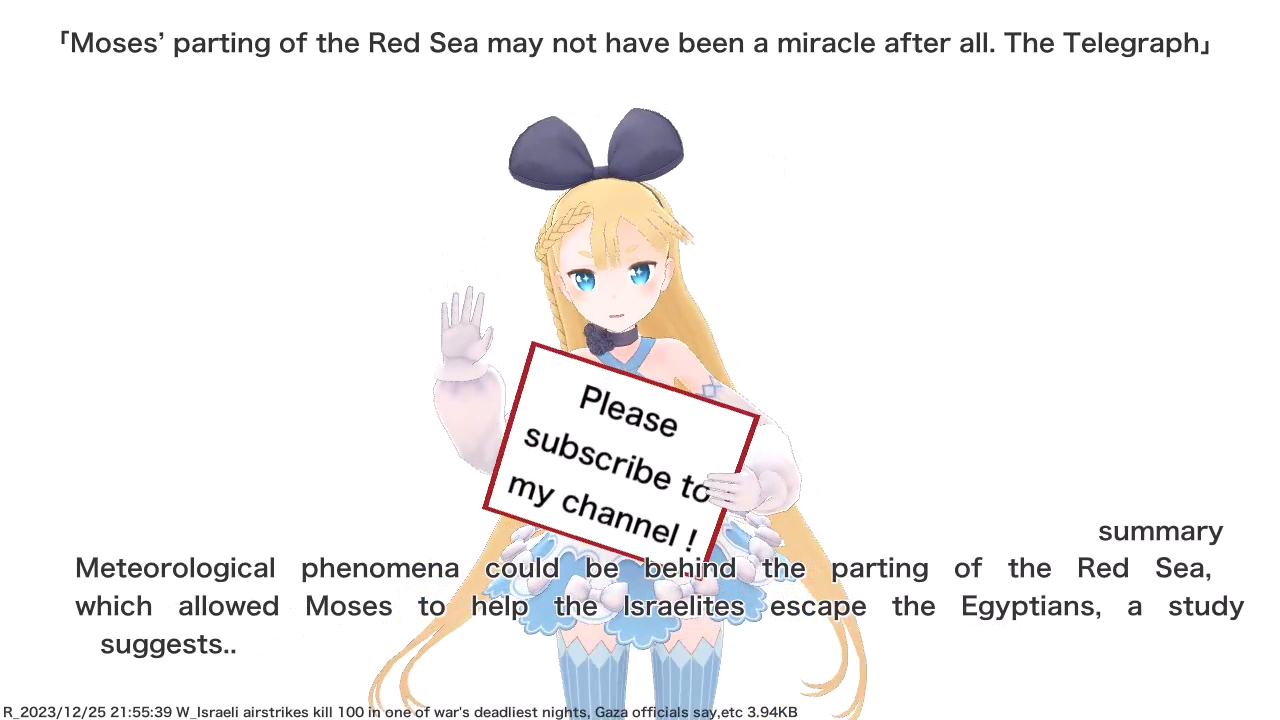 「Moses’ parting of the Red Sea may not have been a miracle after all. The Telegraph」
Please
subscribe to
my channel !
summary
Meteorological phenomena could be behind the parting of the Red Sea,
which allowed Moses to help the Israelites escape the Egyptians, a study
suggests..
R_2023/12/25 21:55:39 W_Israeli airstrikes kill 100 in one of war's deadliest nights, Gaza officials say,etc 3.94KB